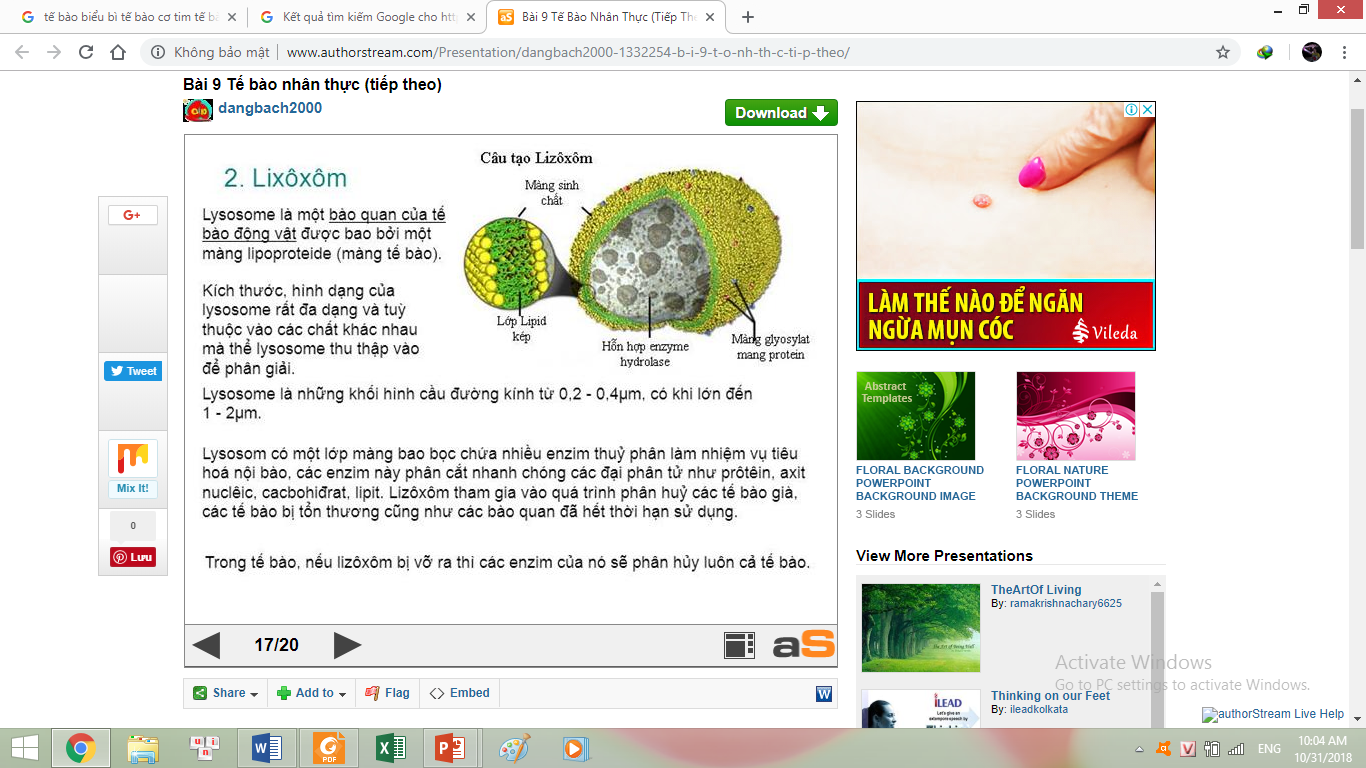 tế bào biểu bì tế bào cơ tim tế bà
Kết quả tìm kiếm Google cho htt
Bài 9 Tế Bào Nhân Thực (Tiếp The
Không bảo mật
www.authorstream.com/Presentation/dangbach2000-1332254-b-i-9-t-o-nh-th-c-ti-p-theo/
Bài 9 Tế bào nhân thực (tiếp theo)
dangbach2000
Download
G+
Tweet
Mix It!
0
Lưu
2. Lixôxôm
Lysosome là một bào quan của tế
bào động vật được bao bởi một
màng lipoproteide (màng tế bào).
Kích thước, hình dạng của
lysosome rất đa dạng và tuỳ
thuộc vào các chất khác nhau
mà thể lysosome thu thập vào
để phân giải.
Câu tạo Lizôxôm
Màng sinh
chất
Lớp Lipid
kép
Hỗn hợp enzyme
hydrolase
Màng glyosylat
mang protein
Lysosome là những khối hình cầu đường kính từ 0,2 - 0,4µm, có khi lớn đến
1 - 2µm.
Lysosom có một lớp màng bao bọc chứa nhiều enzim thuỷ phân làm nhiệm vụ tiêu
hoá nội bào, các enzim này phân cắt nhanh chóng các đại phân tử như prôtêin, axit
nuclêic, cacbohiđrat, lipit. Lizôxôm tham gia vào quá trình phân huỷ các tế bào già,
các tế bào bị tổn thương cũng như các bào quan đã hết thời hạn sử dụng.
Trong tế bào, nếu lizôxôm bị vỡ ra thì các enzim của nó sẽ phân hủy luôn cả tế bào.
17/20
aS
Share
Add to
Flag
Embed
LÀM THẾ NÀO ĐỂ NGĂN
NGỪA MỤN CÓC
Vileda
Abstract
Templates
FLORAL BACKGROUND
POWERPOINT
BACKGROUND IMAGE
3 Slides
FLORAL NATURE
POWERPOINT
BACKGROUND THEME
3 Slides
View More Presentations
TheArtOf Living
By: ramakrishnachary6625
iLEAD
Thinking on our Feet
By: ileadkolkata
Activate Windows
Go to PC settings to activate Windows.
authorStream Live Help
ENG
10:04 AM
10/31/2018